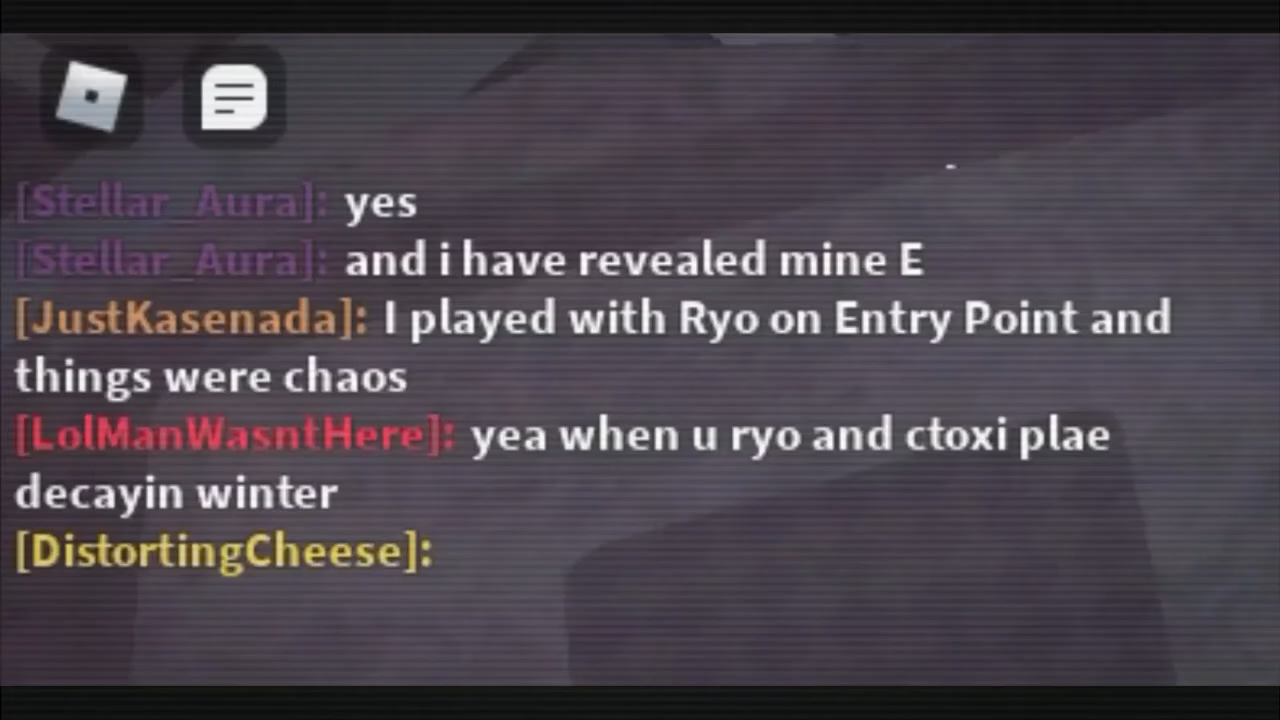 [Stellar_Aura]: yes
[Stellar_Aura]: and i have revealed mine E
[JustKasenada]: I played with Ryo on Entry Point and
things were chaos
[LolManWasntHere]: yea when u ryo and ctoxi plae
decayin winter
[DistortingCheese]: